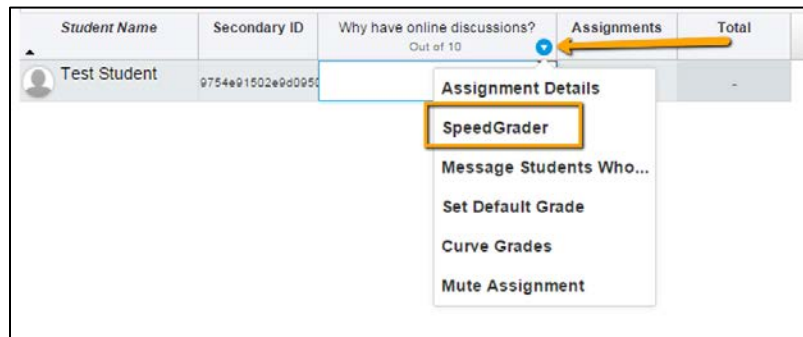 Student Name Secondary ID Why have online discussions? Assignments Total
Out of 10
Test Student 9754e91502e9d0950 -
Assignment Details
SpeedGrader
Message Students Who...
Set Default Grade
Curve Grades
Mute Assignment